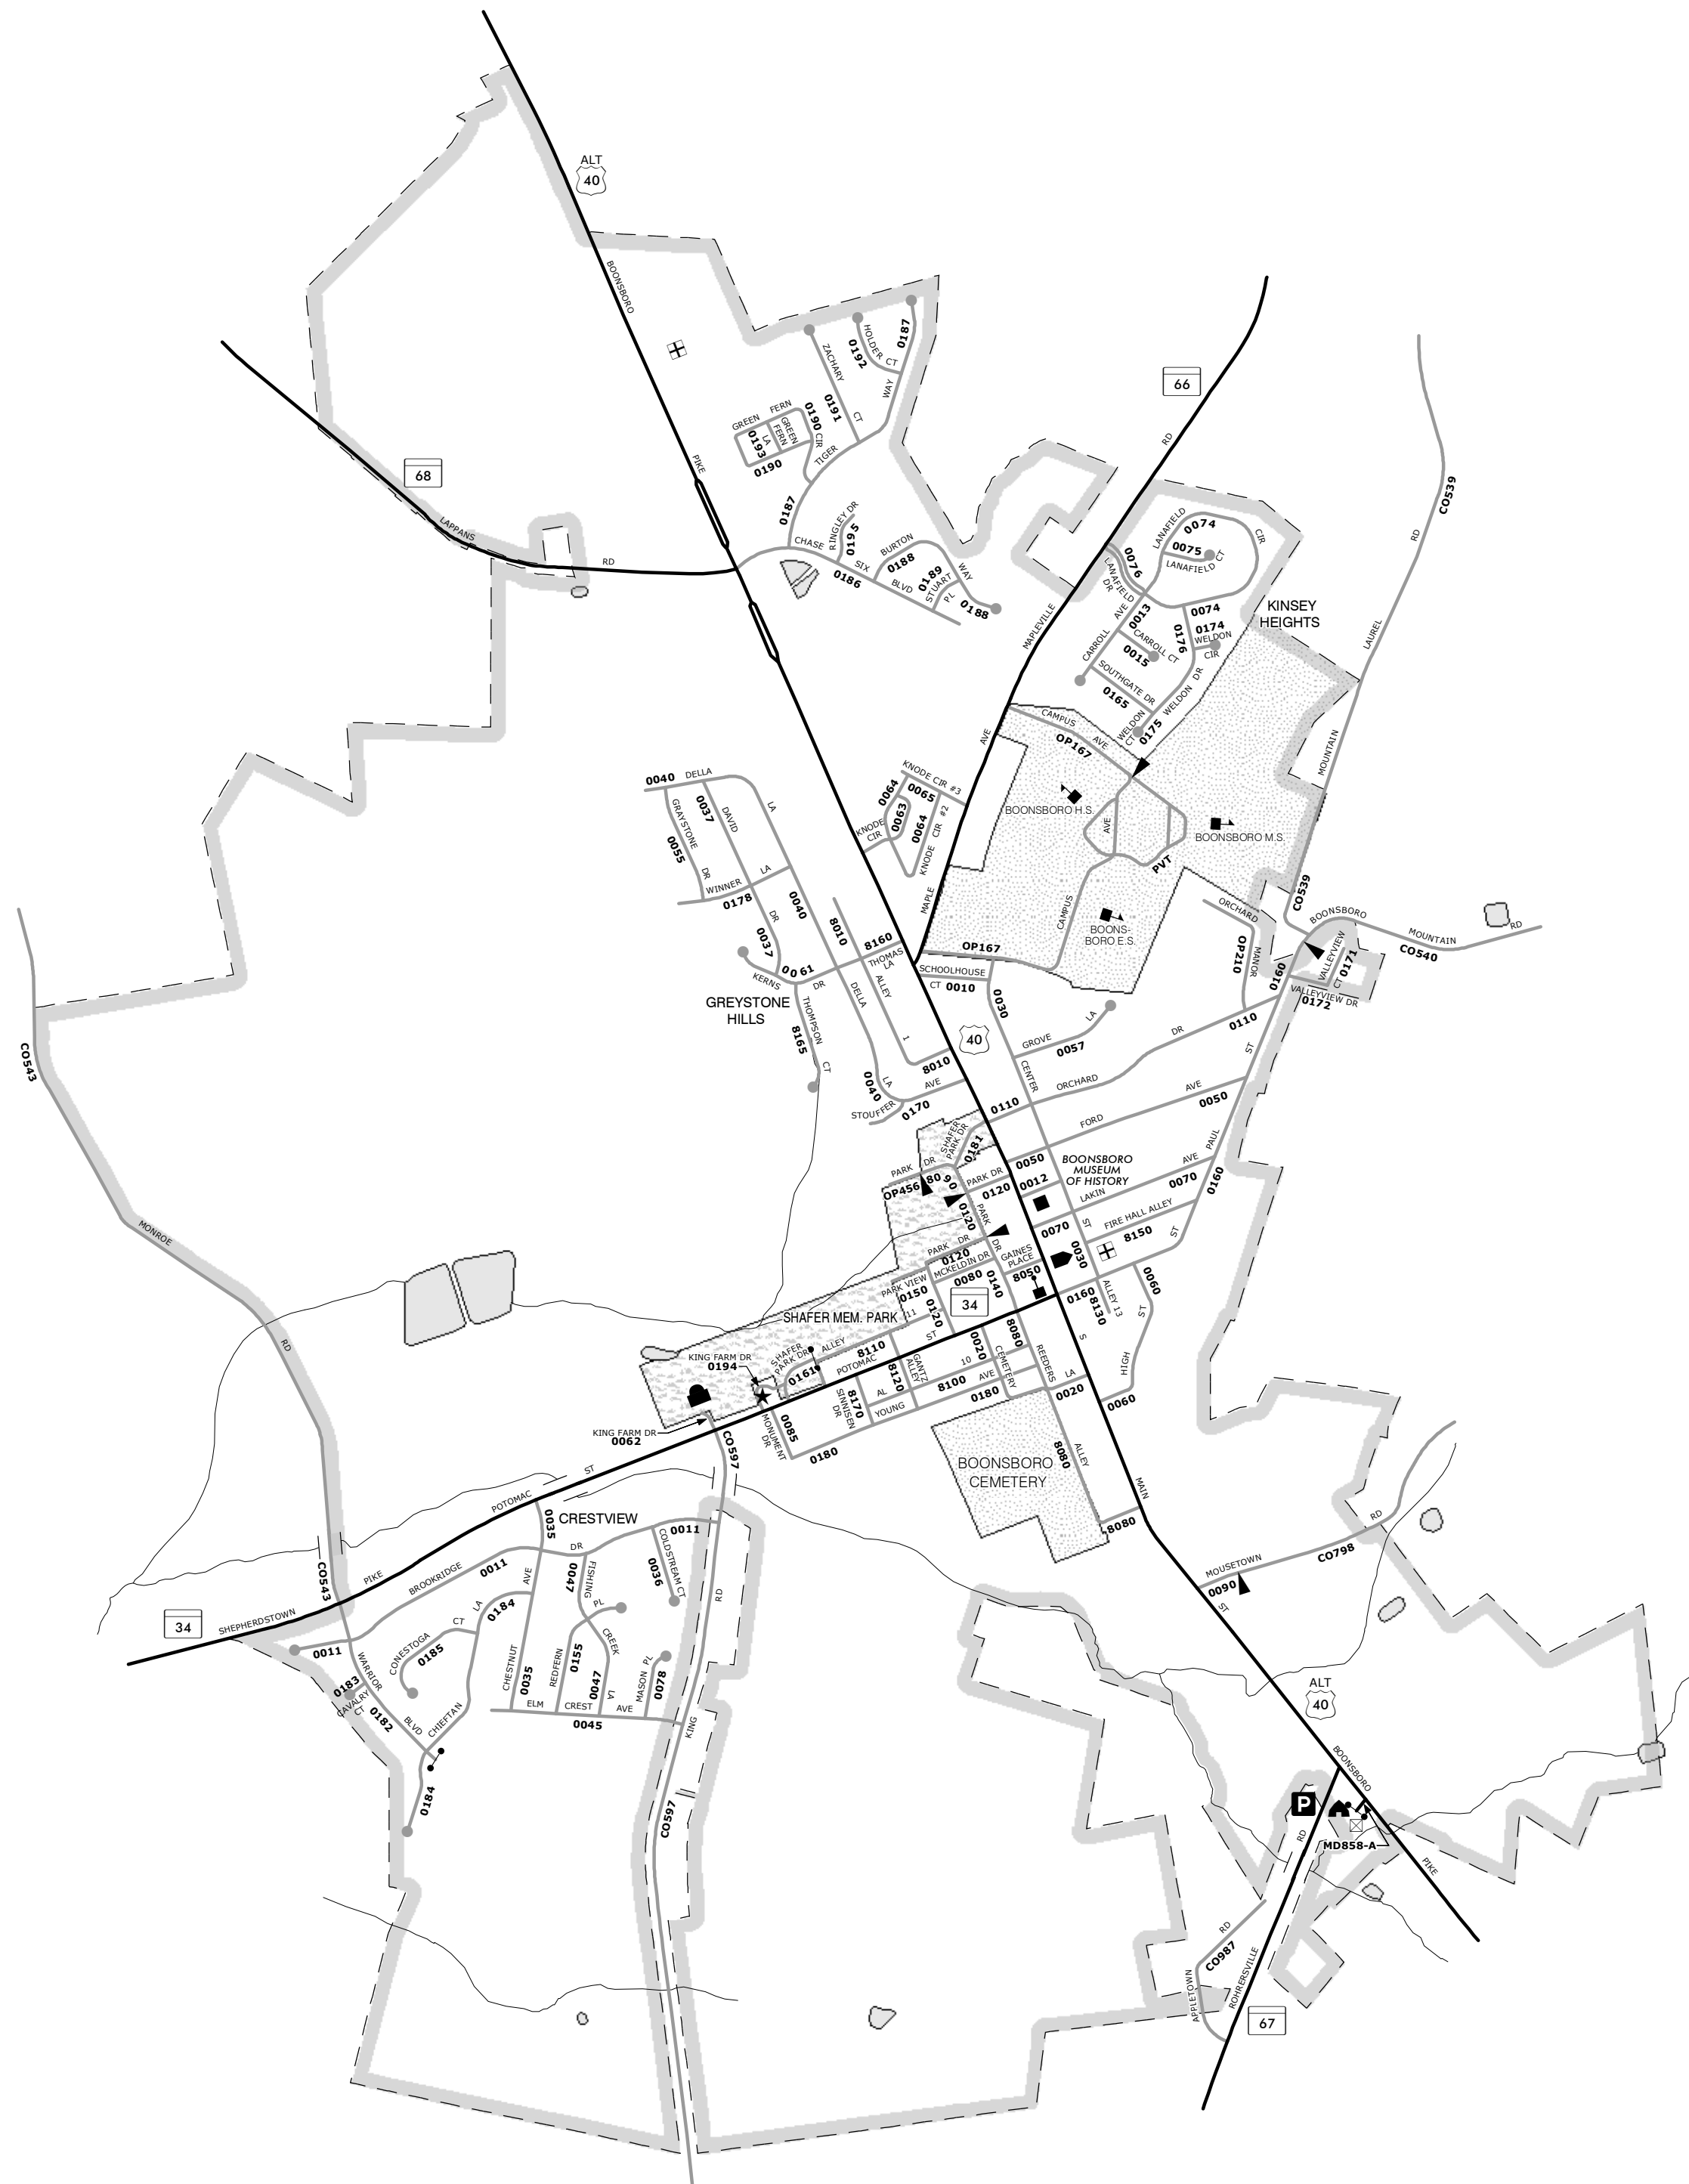 ALT
40
BOONSBORO
PIKE
68
LAPPANS
RD
ZACHARY
CT
0191
HOLDER CT
0192
0187
WAY
TIGER
0187
GREEN FERN
0190
CIR
GREEN
FERN
LA
0193
0190
CHASE
SIX
BLVD
0186
RINGLEY DR
0195
BURTON
0188
WAY
0189
STUART
PL
0188
66
RD
MAPLEVILLE
AVE
MAPLE
LANAFIELD
0074
CIR
0075
CT
LANAFIELD
0076
LANAFIELD
DR
0074
KINSEY
HEIGHTS
CARROLL
AVE
0013
CARROLL CT
0015
0174
WELDON
CIR
0176
WELDON DR
SOUTHGATE DR
0165
WELDON
CT
0175
CO539
RD
LAUREL
MOUNTAIN
CO539
CAMPUS
AVE
OP167
BOONSBORO H.S.
BOONSBORO M.S.
AVE
PVT
CAMPUS
BOONS-
BORO E.S.
OP167
KNODE CIR #3
0064
0065
0063
0064
KNODE
CIR
KNODE CIR #2
0040
DELLA
LA
0037
DAVID
GRAYSTONE
0055
DR
WINNER
LA
0178
DR
0037
0040
8010
8160
THOMAS
LA
0061
KERNS
DR
DELLA
ALLEY
1
GREYSTONE
HILLS
THOMPSON
8165
CT
8010
0040
LA
AVE
STOUFFER
0170
SCHOOLHOUSE
CT
0010
0030
40
GROVE
LA
0057
ORCHARD
MANOR
OP210
BOONSBORO
MOUNTAIN
RD
CO540
VALLEYVIEW
CT
0171
0160
VALLEYVIEW DR
0172
ORCHARD
DR
0110
CENTER
0110
FORD
AVE
0050
ST
PAUL
0160
0050
0012
BOONSBORO
MUSEUM
OF HISTORY
LAKIN
AVE
0070
0070
ST
0030
FIRE HALL ALLEY
8150
ST
SHAFER
PARK DR
0181
PARK
DR
OP456
PARK DR
0120
0120
PARK
DR
PARK DR
0120
GAINES
PLACE
8050
MCKELDIN DR
0080
0140
PARK VIEW
0150
11
0120
34
SHAFER MEM. PARK
0160
ALLEY 13
8130
0060
ST
HIGH
0060
S
KING FARM DR
0194
SHAFER
PARK DR
ALLEY
8110
0161
POTOMAC
ST
0020
8080
REEDERS
LA
0020
CEMETERY
GANTZ
ALLEY
8120
10
AL
8100
AVE
0180
8170
SINNISEN
DR
YOUNG
0085
MONUMENT
DR
0180
KING FARM DR
0062
CO597
BOONSBORO
CEMETERY
8080
ALLEY
8080
MAIN
ST
CO543
MONROE
RD
CO543
ST
POTOMAC
PIKE
SHEPHERDSTOWN
34
CRESTVIEW
0035
0011
COLDSTREAM CT
0036
DR
0011
BROOKRIDGE
0047
FISHING
PL
CREEK
0047
LA
AVE
CHESTNUT
0035
0184
LA
CT
CONESTOGA
0185
0011
WARRIOR
0183
CAVALRY
CT
0182
BLVD
CHIEFTAN
0184
REDFERN
0155
MASON PL
0078
ELM
CREST
AVE
0045
RD
KING
CO597
MOUSETOWN
RD
CO798
0090
ALT
40
BOONSBORO
PIKE
P
MD858-A
RD
ROHRERSVILLE
RD
CO987
APPLETOWN
67